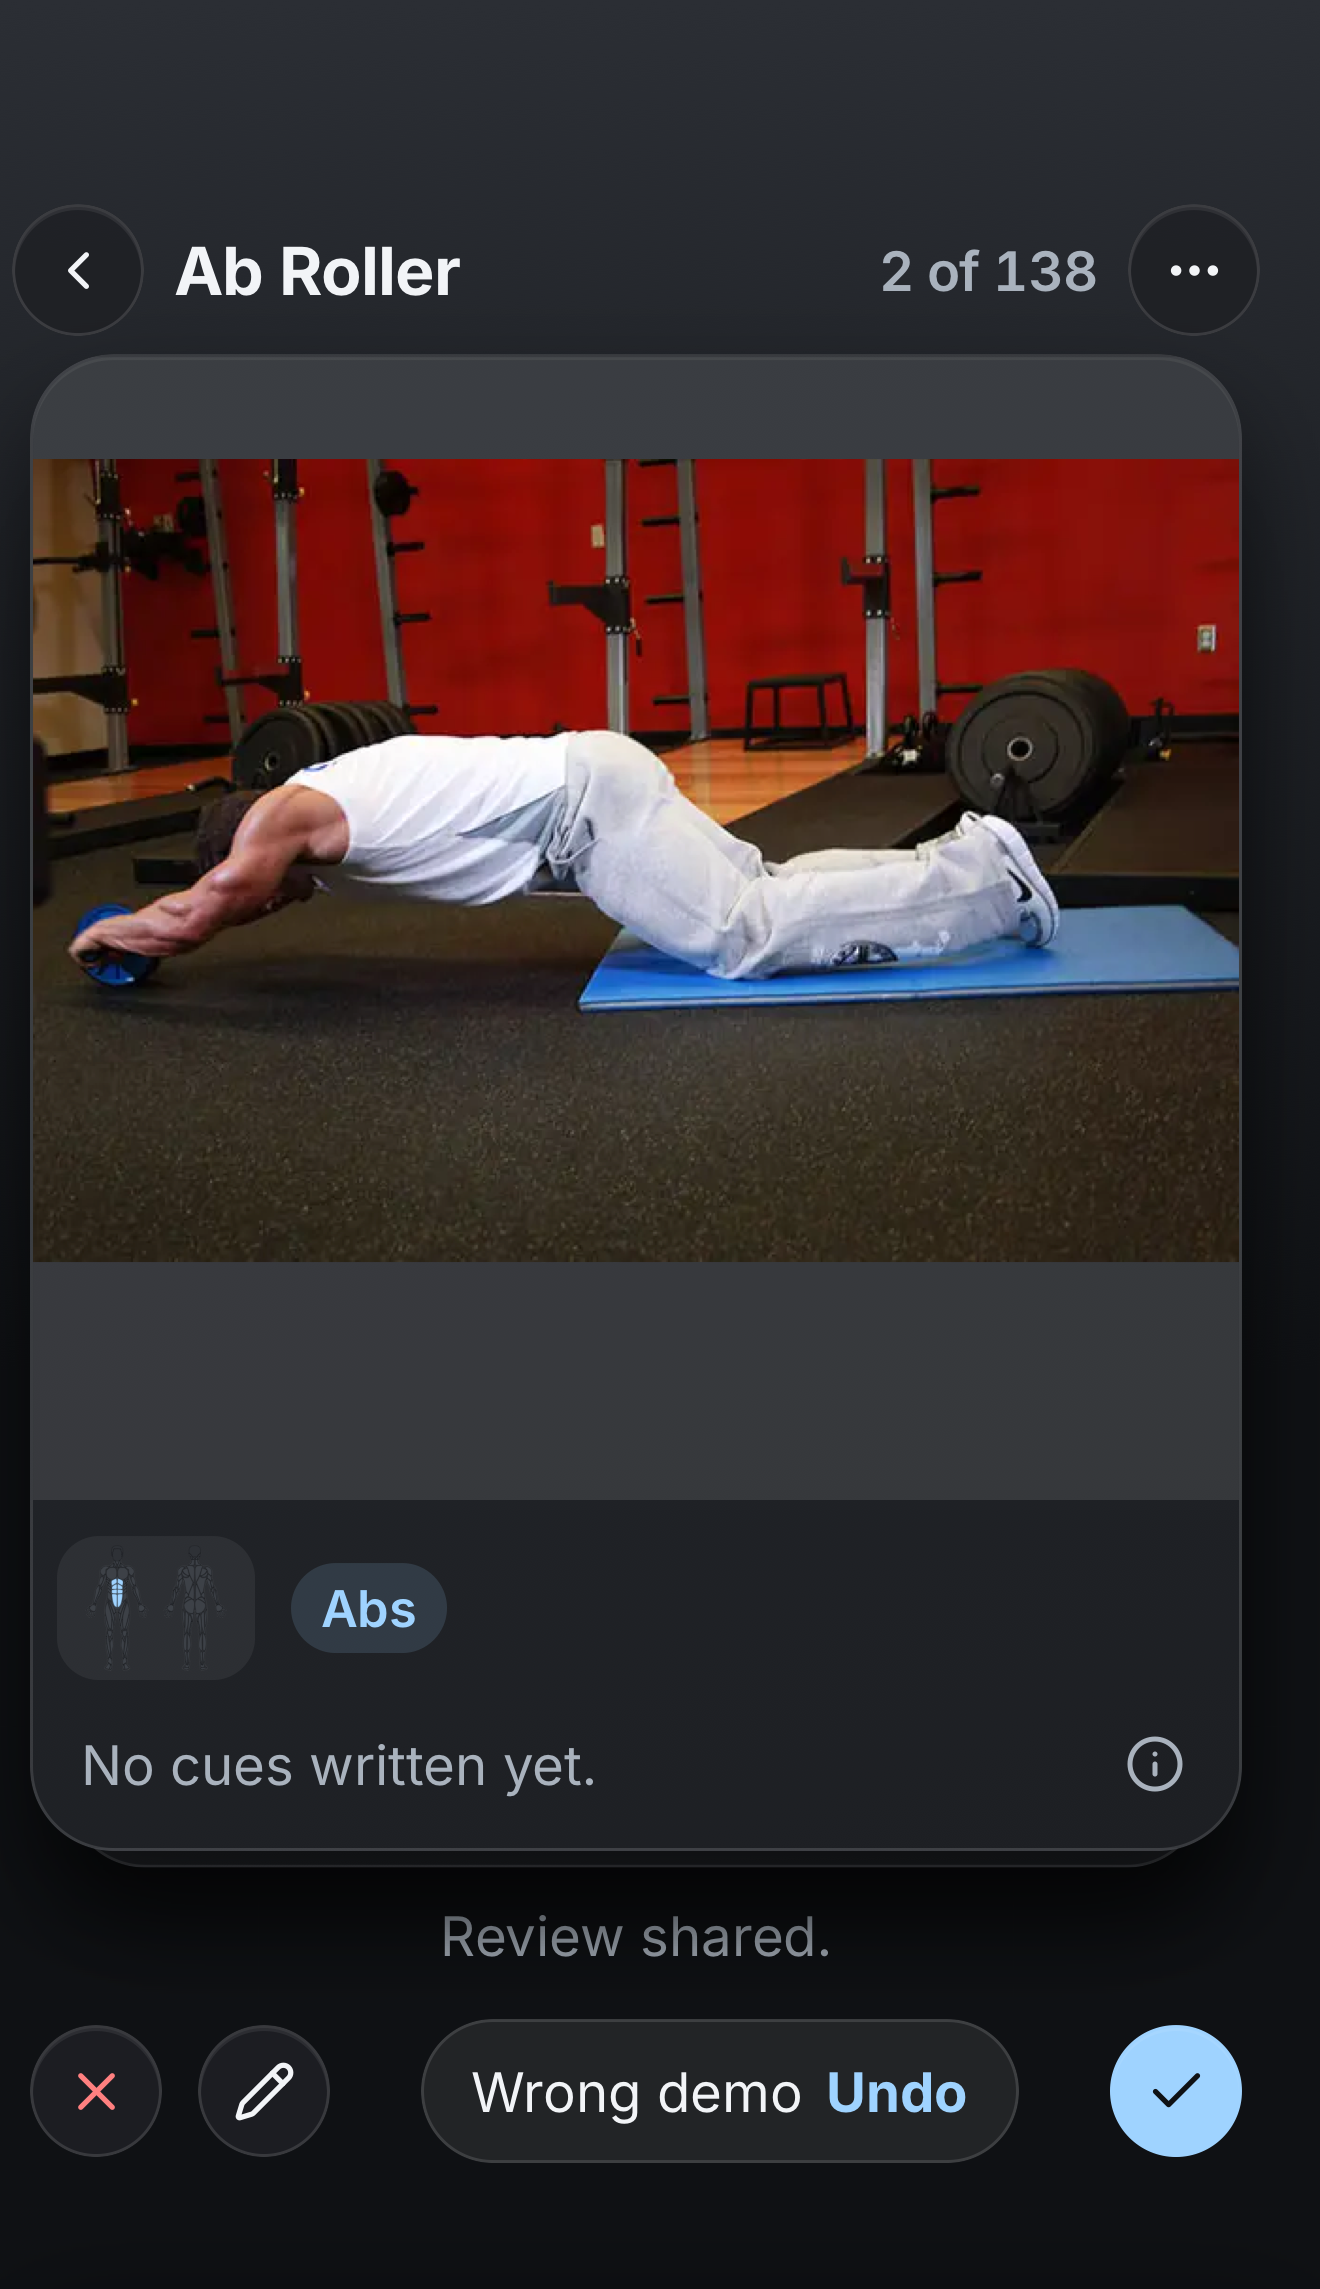 Ab Roller
2 of 138
Abs
No cues written yet.
Review shared.
Wrong demo Undo